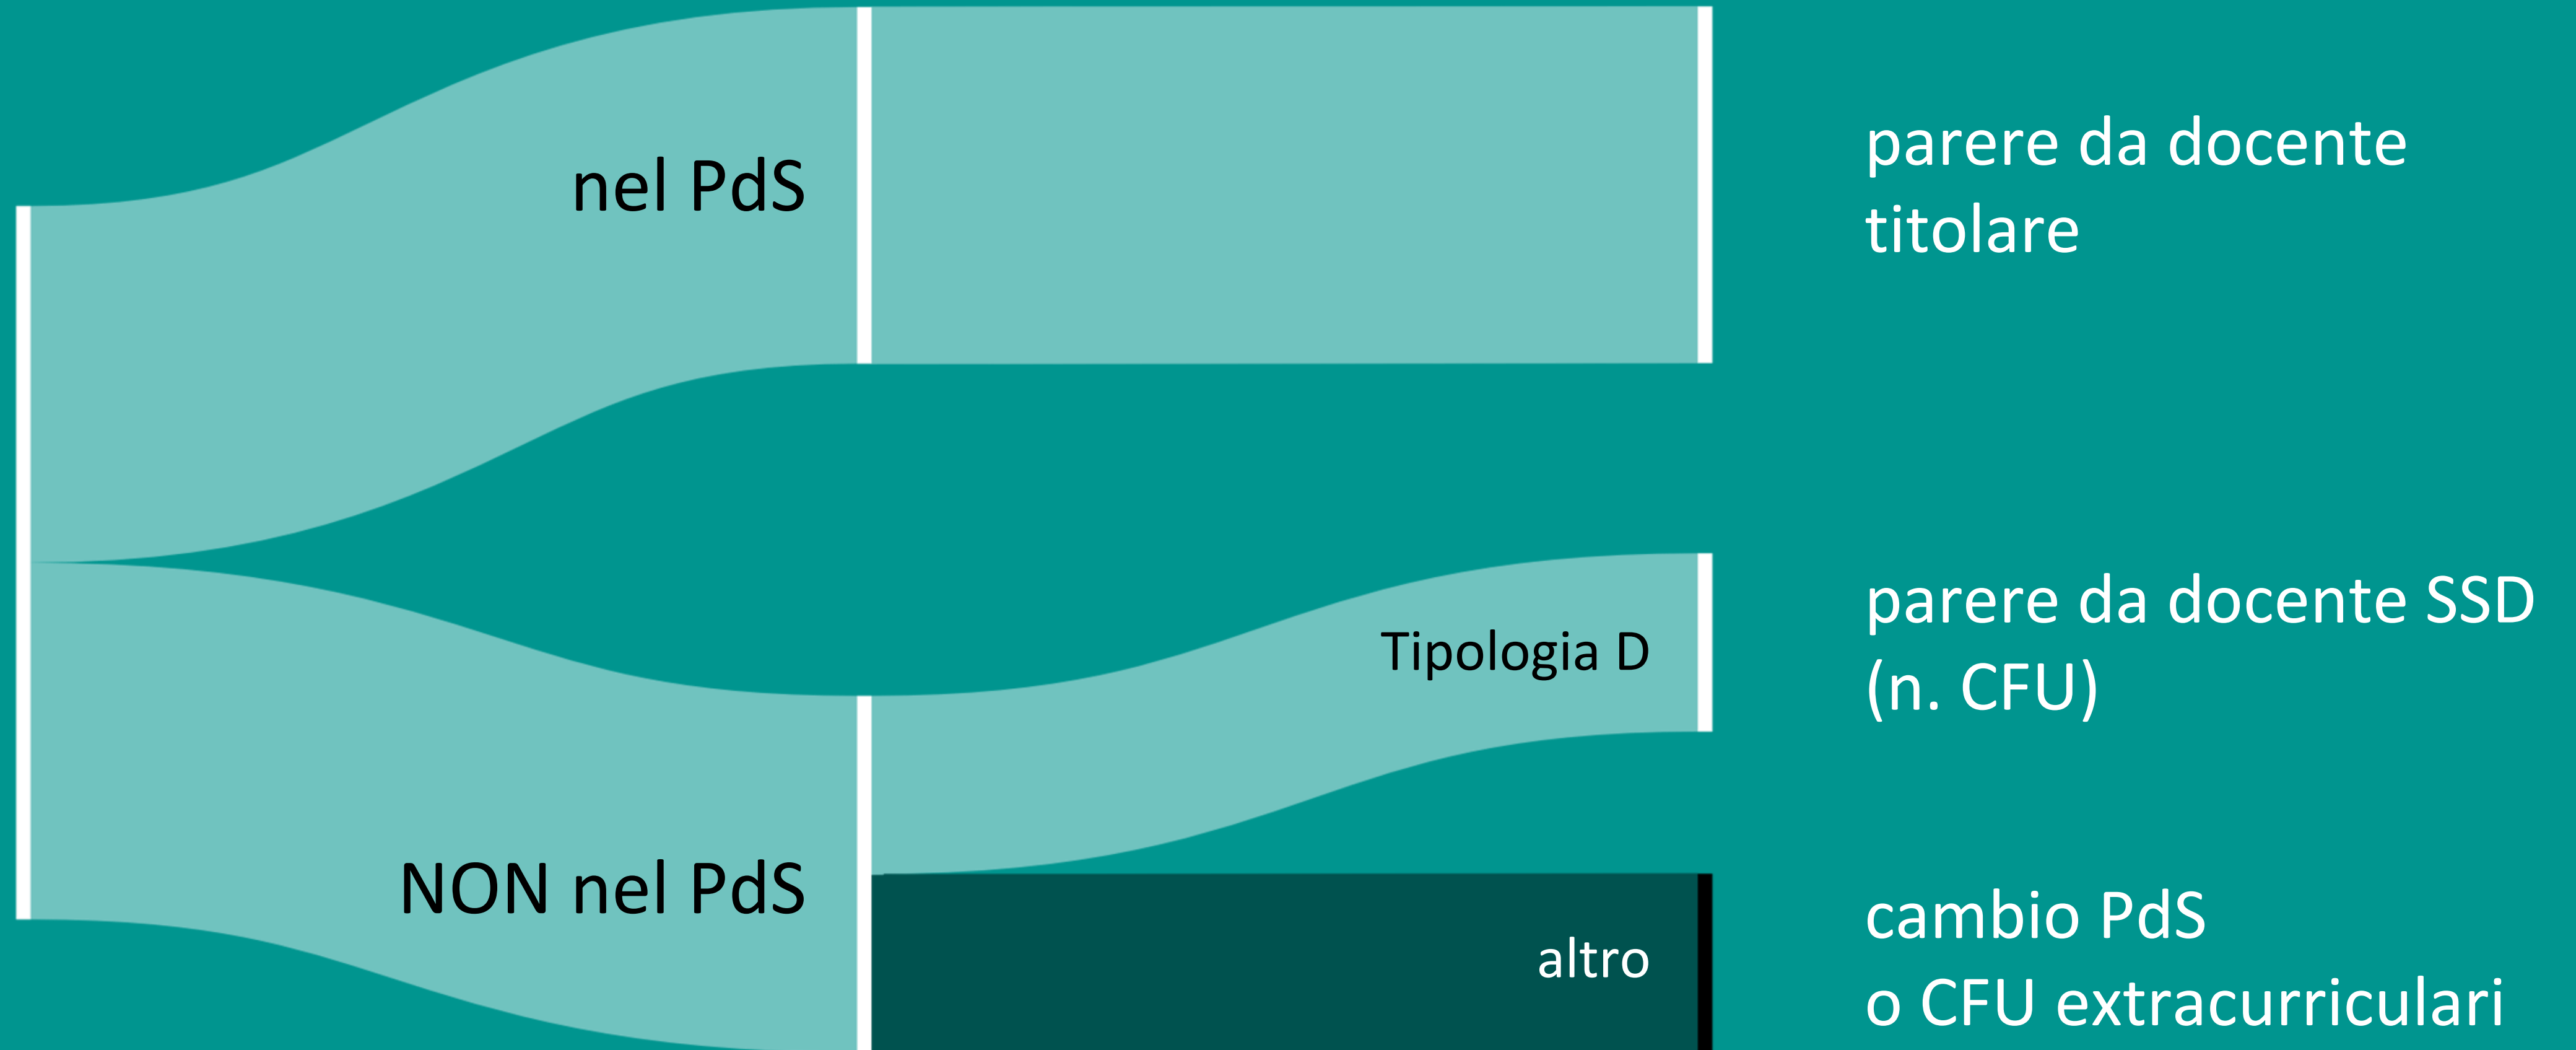 nel PdS
parere da docente
titolare
NON nel PdS
Tipologia D
parere da docente SSD
(n. CFU)
altro
cambio PdS
o CFU extracurriculari